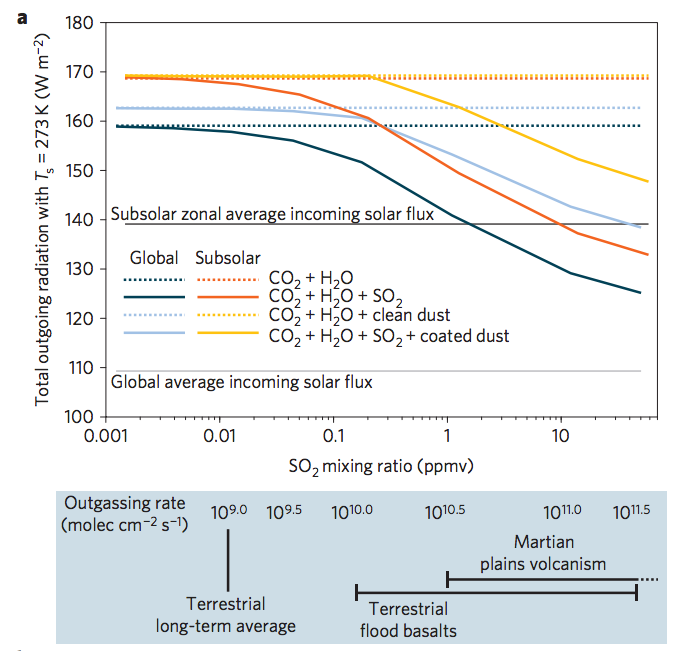 a
180
170
160
150
140
130
120
110
100
Total outgoing radiation with Tₛ = 273 K (W m⁻²)
Subsolar zonal average incoming solar flux
Global Subsolar
CO₂ + H₂O
CO₂ + H₂O + SO₂
CO₂ + H₂O + clean dust
CO₂ + H₂O + SO₂ + coated dust
Global average incoming solar flux
0.001 0.01 0.1 1 10
SO₂ mixing ratio (ppmv)
Outgassing rate
(molec cm⁻² s⁻¹)
10⁹·⁰ 10⁹·⁵ 10¹⁰·⁰ 10¹⁰·⁵ 10¹¹·⁰ 10¹¹·⁵
Martian
plains volcanism
Terrestrial
long-term average
Terrestrial
flood basalts